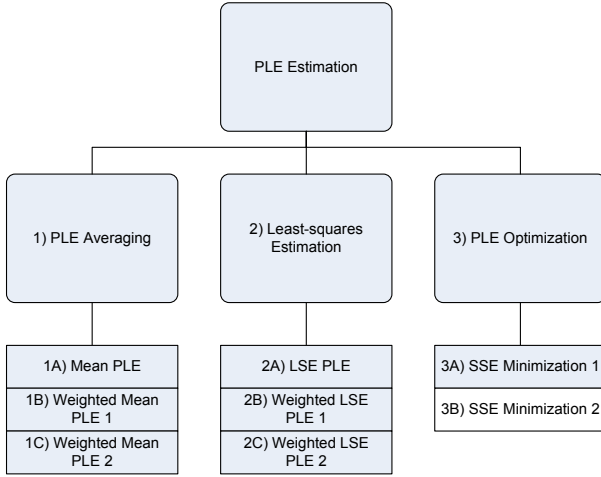 PLE Estimation
1) PLE Averaging
2) Least-squares
Estimation
3) PLE Optimization
1A) Mean PLE
1B) Weighted Mean
PLE 1
1C) Weighted Mean
PLE 2
2A) LSE PLE
2B) Weighted LSE
PLE 1
2C) Weighted LSE
PLE 2
3A) SSE Minimization 1
3B) SSE Minimization 2